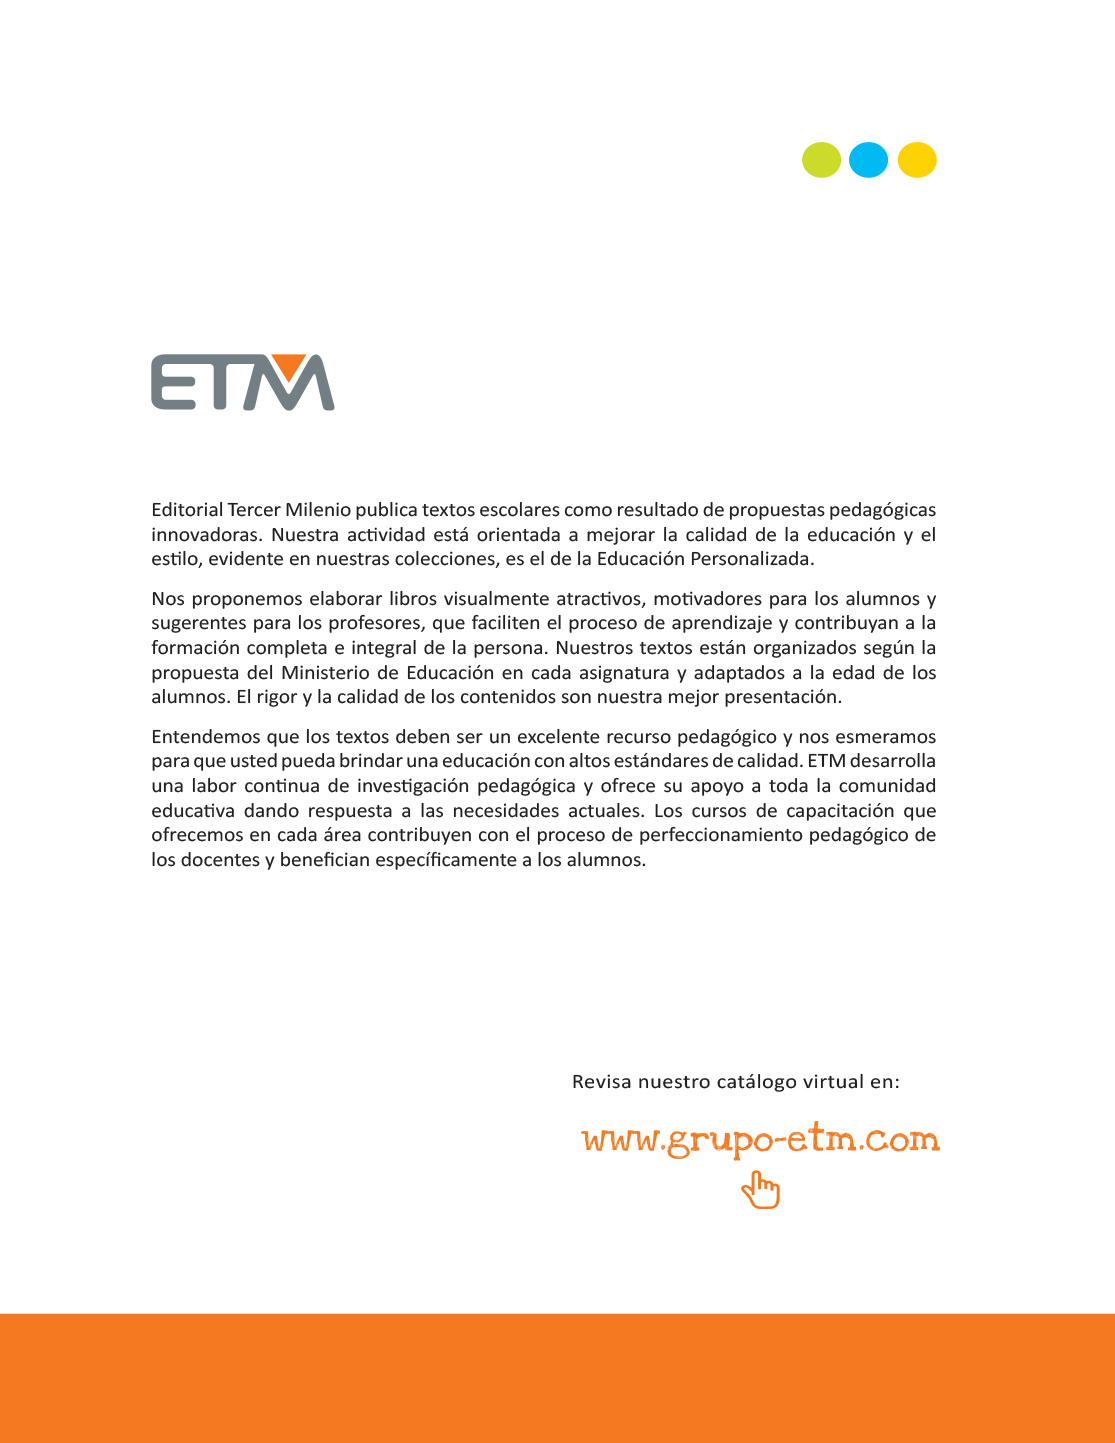 ETM
Editorial Tercer Milenio publica textos escolares como resultado de propuestas pedagógicas
innovadoras. Nuestra actividad está orientada a mejorar la calidad de la educación y el
estilo, evidente en nuestras colecciones, es el de la Educación Personalizada.
Nos proponemos elaborar libros visualmente atractivos, motivadores para los alumnos y
sugerentes para los profesores, que faciliten el proceso de aprendizaje y contribuyan a la
formación completa e integral de la persona. Nuestros textos están organizados según la
propuesta del Ministerio de Educación en cada asignatura y adaptados a la edad de los
alumnos. El rigor y la calidad de los contenidos son nuestra mejor presentación.
Entendemos que los textos deben ser un excelente recurso pedagógico y nos esmeramos
para que usted pueda brindar una educación con altos estándares de calidad. ETM desarrolla
una labor continua de investigación pedagógica y ofrece su apoyo a toda la comunidad
educativa dando respuesta a las necesidades actuales. Los cursos de capacitación que
ofrecemos en cada área contribuyen con el proceso de perfeccionamiento pedagógico de
los docentes y benefician específicamente a los alumnos.
Revisa nuestro catálogo virtual en:
www.grupo-etm.com